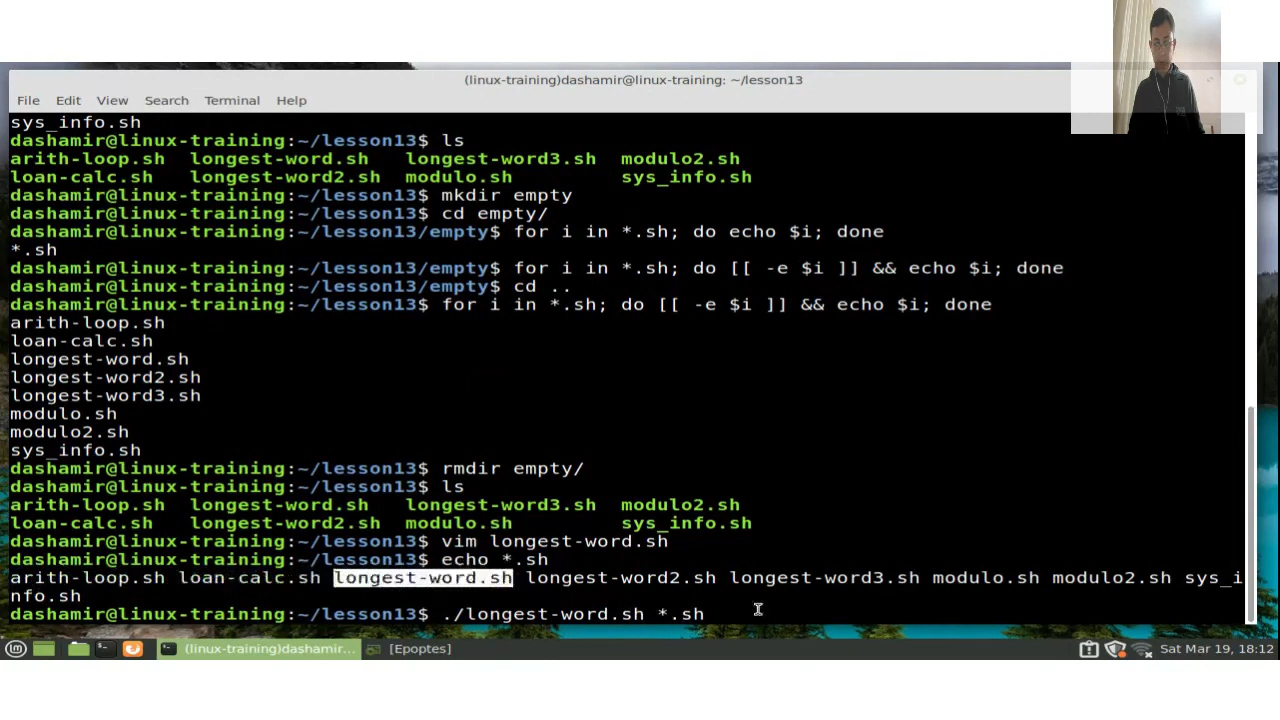 (linux-training)dashamir@linux-training: ~/lesson13
File Edit View Search Terminal Help
sys_info.sh
dashamir@linux-training:~/lesson13$ ls
arith-loop.sh longest-word.sh longest-word3.sh modulo2.sh
loan-calc.sh longest-word2.sh modulo.sh sys_info.sh
dashamir@linux-training:~/lesson13$ mkdir empty
dashamir@linux-training:~/lesson13$ cd empty/
dashamir@linux-training:~/lesson13/empty$ for i in *.sh; do echo $i; done
*.sh
dashamir@linux-training:~/lesson13/empty$ for i in *.sh; do [[ -e $i ]] && echo $i; done
dashamir@linux-training:~/lesson13/empty$ cd ..
dashamir@linux-training:~/lesson13$ for i in *.sh; do [[ -e $i ]] && echo $i; done
arith-loop.sh
loan-calc.sh
longest-word.sh
longest-word2.sh
longest-word3.sh
modulo.sh
modulo2.sh
sys_info.sh
dashamir@linux-training:~/lesson13$ rmdir empty/
dashamir@linux-training:~/lesson13$ ls
arith-loop.sh longest-word.sh longest-word3.sh modulo2.sh
loan-calc.sh longest-word2.sh modulo.sh sys_info.sh
dashamir@linux-training:~/lesson13$ vim longest-word.sh
dashamir@linux-training:~/lesson13$ echo *.sh
arith-loop.sh loan-calc.sh longest-word.sh longest-word2.sh longest-word3.sh modulo.sh modulo2.sh sys_i
nfo.sh
dashamir@linux-training:~/lesson13$ ./longest-word.sh *.sh
(linux-training)dashamir... [Epoptes] Sat Mar 19, 18:12